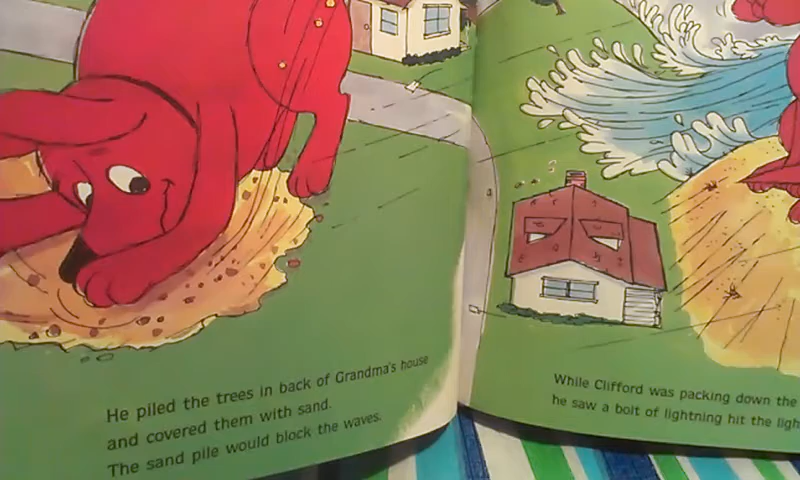 He piled the trees in back of Grandma's house
and covered them with sand.
The sand pile would block the waves.
While Clifford was packing down the
he saw a bolt of lightning hit the